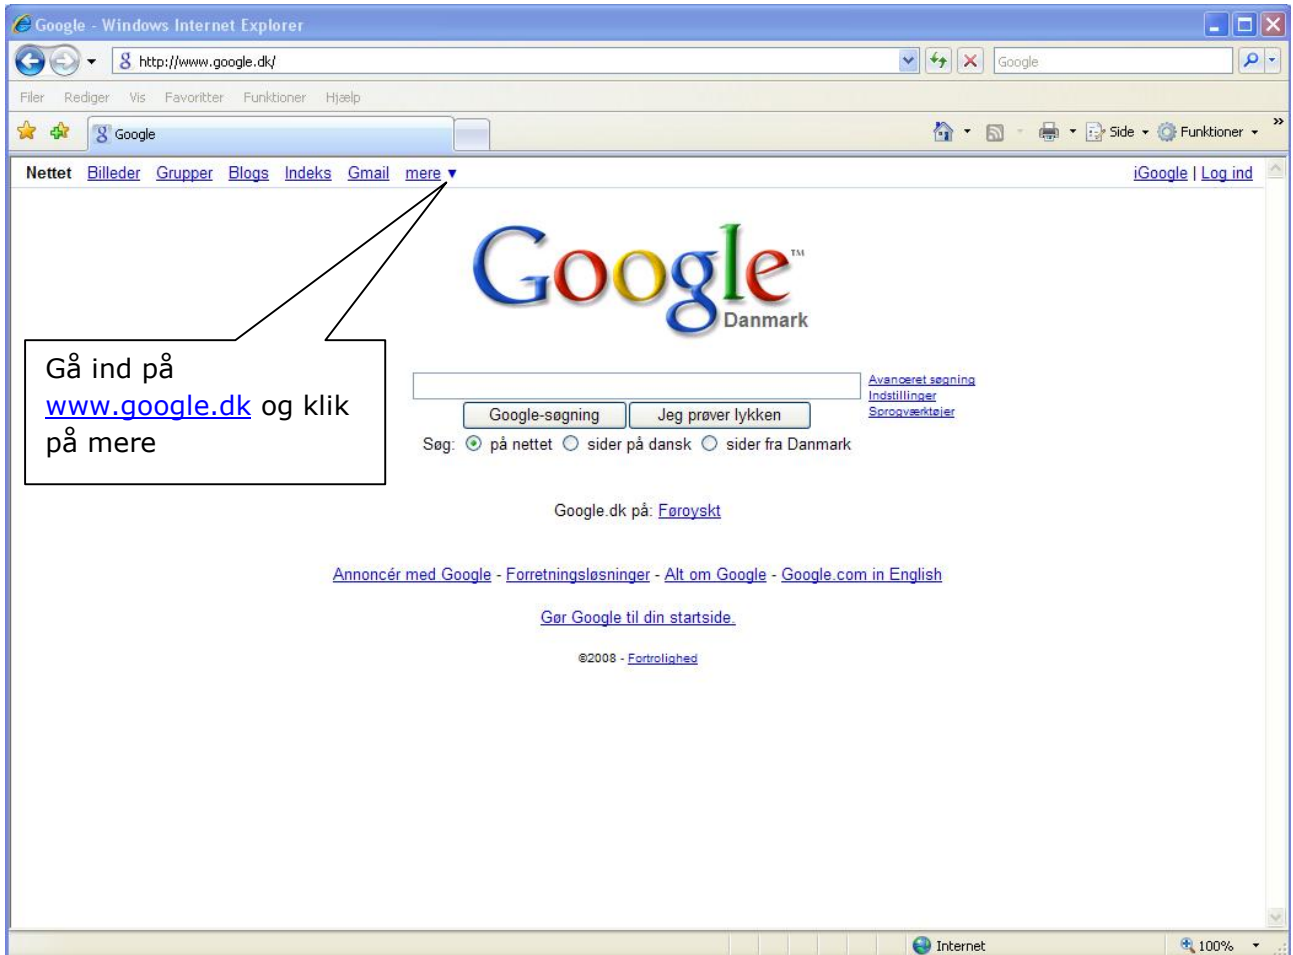 Google - Windows Internet Explorer
http://www.google.dk/
Google
Filer Rediger Vis Favoritter Funktioner Hjælp
Google
Side Funktioner »
Nettet Billeder Grupper Blogs Indeks Gmail mere ▼
iGoogle | Log ind
Google™
Danmark
Gå ind på
www.google.dk og klik
på mere
Avanceret søgning
Indstillinger
Sprogværktøjer
Google-søgning Jeg prøver lykken
Søg: på nettet sider på dansk sider fra Danmark
Google.dk på: Føroyskt
Annoncér med Google - Forretningsløsninger - Alt om Google - Google.com in English
Gør Google til din startside.
©2008 - Fortrolighed
Internet
100%